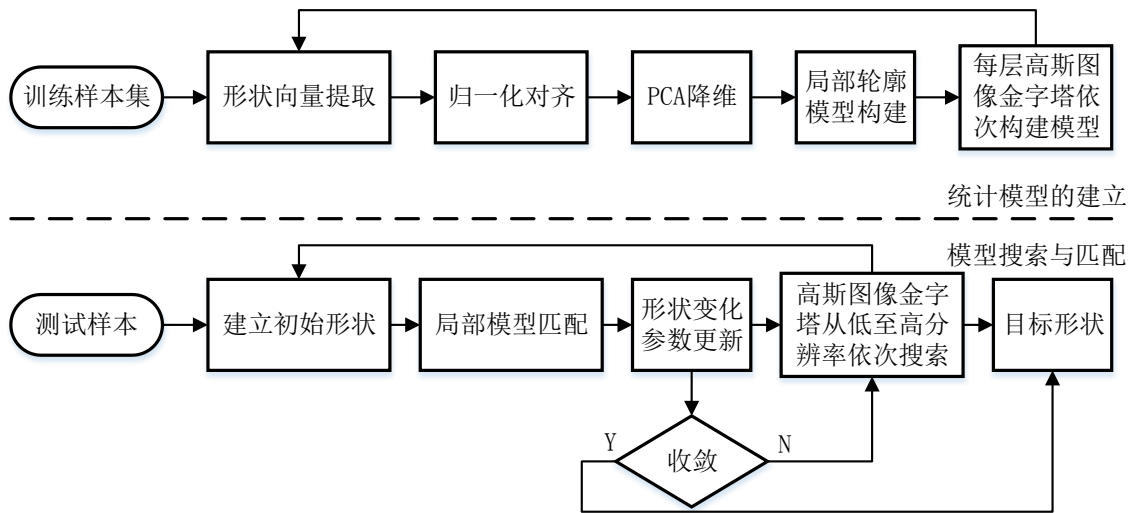 训练样本集
形状向量提取
归一化对齐
PCA降维
局部轮廓
模型构建
每层高斯图
像金字塔依
次构建模型
统计模型的建立
模型搜索与匹配
测试样本
建立初始形状
局部模型匹配
形状变化
参数更新
高斯图像金字
塔从低至高分
辨率依次搜索
目标形状
Y
收敛
N